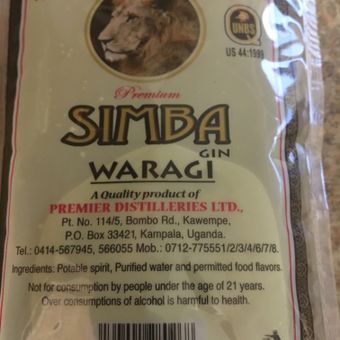 UNBS
US 44:1999
Premium
SIMBA
GIN
WARAGI
A Quality product of
PREMIER DISTILLERIES LTD.,
Pt. No. 114/5, Bombo Rd., Kawempe,
P.O. Box 33421, Kampala, Uganda.
Tel.: 0414-567945, 566055 Mob.: 0712-775551/2/3/4/6/7/8.
Ingredients: Potable spirit, Purified water and permitted food flavors.
Not for consumption by people under the age of 21 years.
Over consumptions of alcohol is harmful to health.